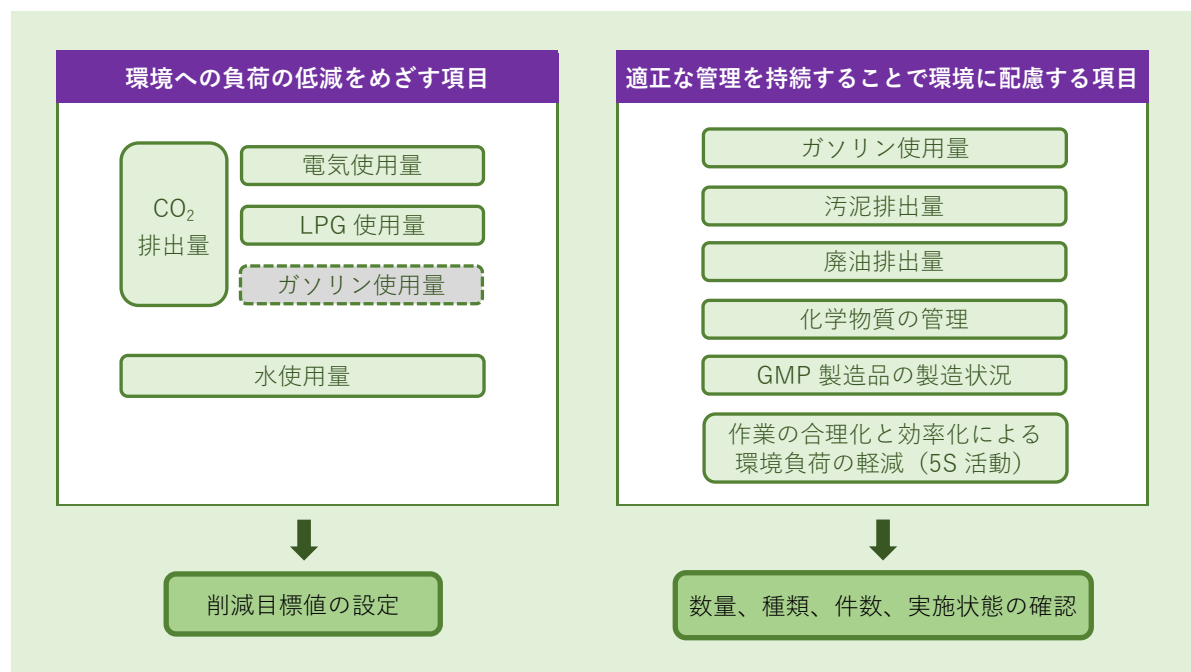 環境への負荷の低減をめざす項目
CO₂
排出量
電気使用量
LPG 使用量
ガソリン使用量
水使用量
削減目標値の設定
適正な管理を持続することで環境に配慮する項目
ガソリン使用量
汚泥排出量
廃油排出量
化学物質の管理
GMP 製造品の製造状況
作業の合理化と効率化による
環境負荷の軽減（5S 活動）
数量、種類、件数、実施状態の確認